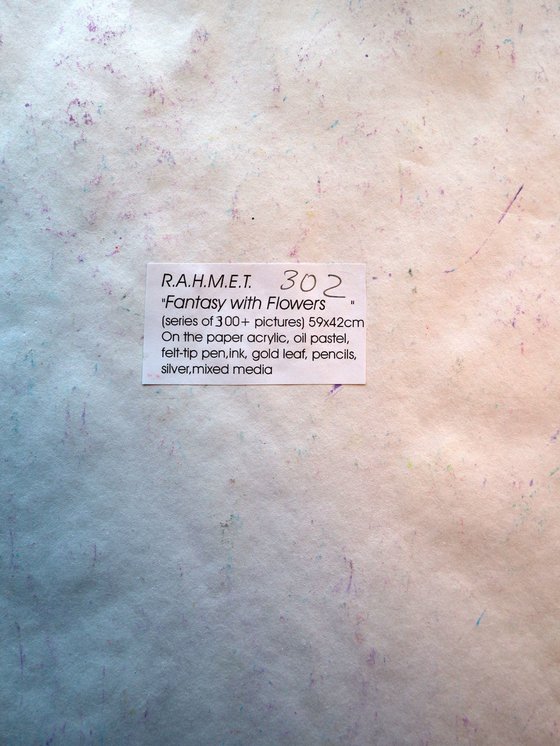 R.A.H.M.E.T. 302
"Fantasy with Flowers "
(series of 300+ pictures) 59x42cm
On the paper acrylic, oil pastel,
felt-tip pen,ink, gold leaf, pencils,
silver,mixed media